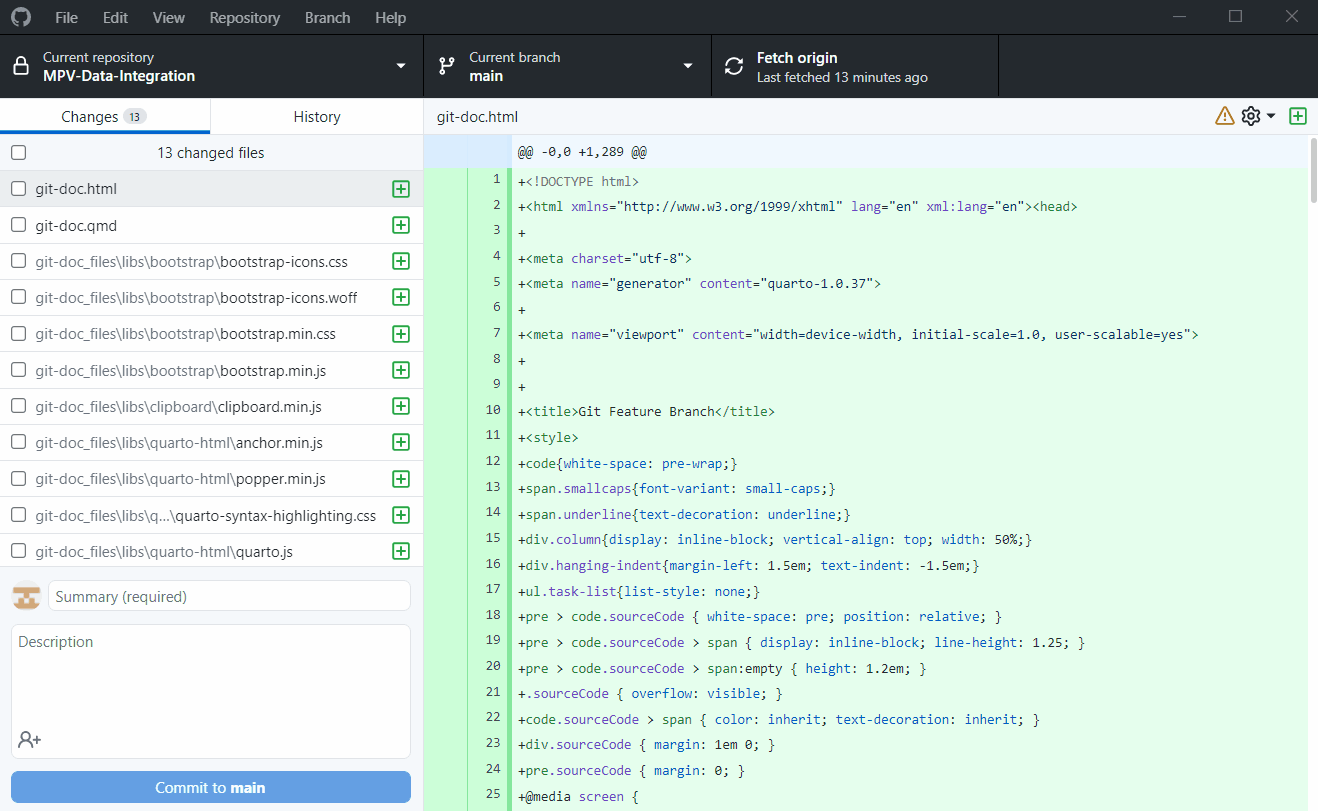 File Edit View Repository Branch Help
Current repository
MPV-Data-Integration
Current branch
main
Fetch origin
Last fetched 13 minutes ago
Changes 13
History
13 changed files
git-doc.html
git-doc.qmd
git-doc_files\libs\bootstrap\bootstrap-icons.css
git-doc_files\libs\bootstrap\bootstrap-icons.woff
git-doc_files\libs\bootstrap\bootstrap.min.css
git-doc_files\libs\bootstrap\bootstrap.min.js
git-doc_files\libs\clipboard\clipboard.min.js
git-doc_files\libs\quarto-html\anchor.min.js
git-doc_files\libs\quarto-html\popper.min.js
git-doc_files\libs\q...\quarto-syntax-highlighting.css
git-doc_files\libs\quarto-html\quarto.js
Summary (required)
Description
Commit to main
git-doc.html
@@ -0,0 +1,289 @@
1 +<!DOCTYPE html>
2 +<html xmlns="http://www.w3.org/1999/xhtml" lang="en" xml:lang="en"><head>
3 +
4 +<meta charset="utf-8">
5 +<meta name="generator" content="quarto-1.0.37">
6 +
7 +<meta name="viewport" content="width=device-width, initial-scale=1.0, user-scalable=yes">
8 +
9 +
10 +<title>Git Feature Branch</title>
11 +<style>
12 +code{white-space: pre-wrap;}
13 +span.smallcaps{font-variant: small-caps;}
14 +span.underline{text-decoration: underline;}
15 +div.column{display: inline-block; vertical-align: top; width: 50%;}
16 +div.hanging-indent{margin-left: 1.5em; text-indent: -1.5em;}
17 +ul.task-list{list-style: none;}
18 +pre > code.sourceCode { white-space: pre; position: relative; }
19 +pre > code.sourceCode > span { display: inline-block; line-height: 1.25; }
20 +pre > code.sourceCode > span:empty { height: 1.2em; }
21 +.sourceCode { overflow: visible; }
22 +code.sourceCode > span { color: inherit; text-decoration: inherit; }
23 +div.sourceCode { margin: 1em 0; }
24 +pre.sourceCode { margin: 0; }
25 +@media screen {